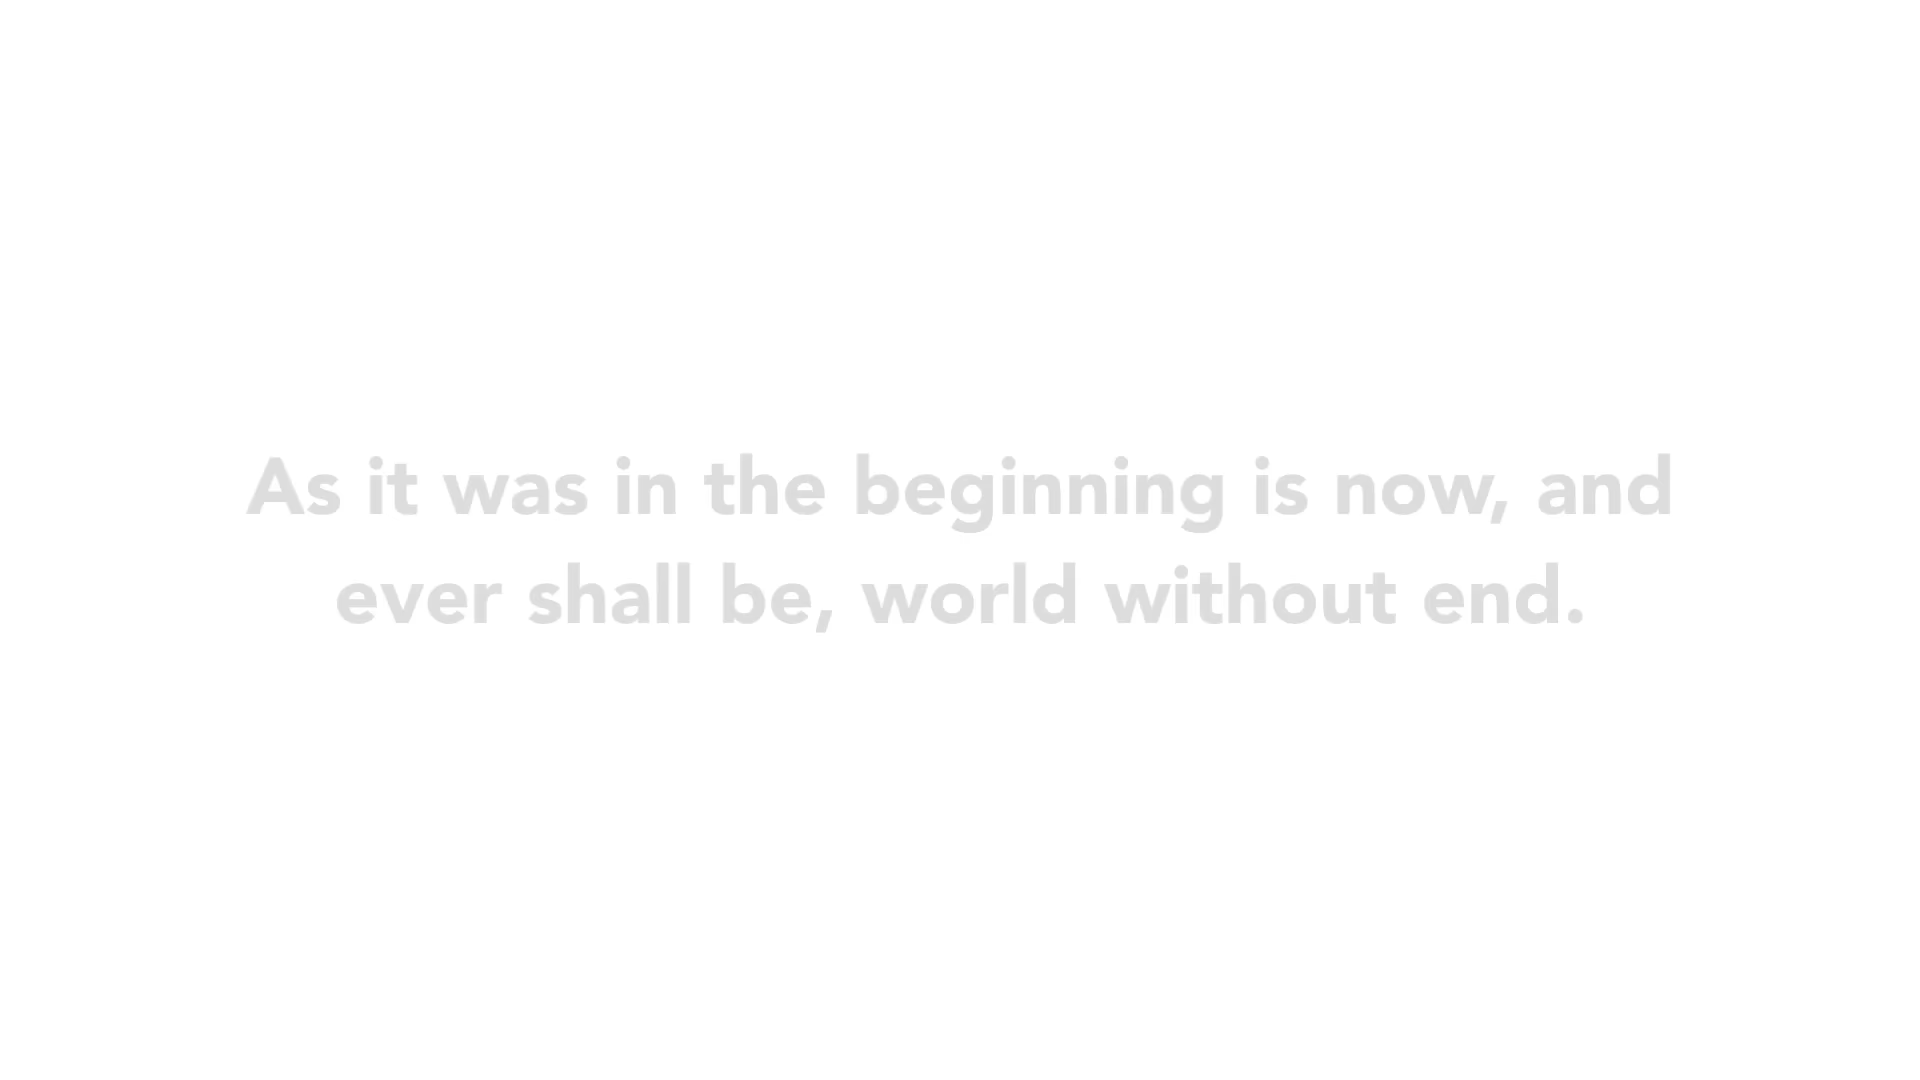 As it was in the beginning is now, and
ever shall be, world without end.